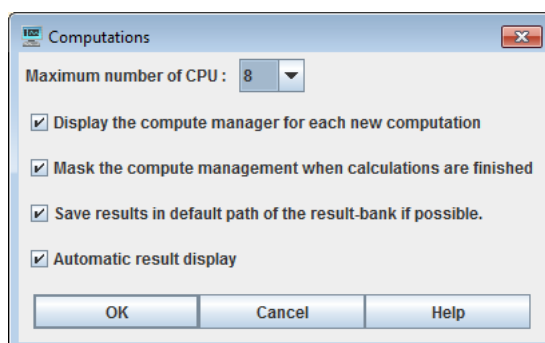 Computations
Maximum number of CPU : 8
Display the compute manager for each new computation
Mask the compute management when calculations are finished
Save results in default path of the result-bank if possible.
Automatic result display
OK Cancel Help